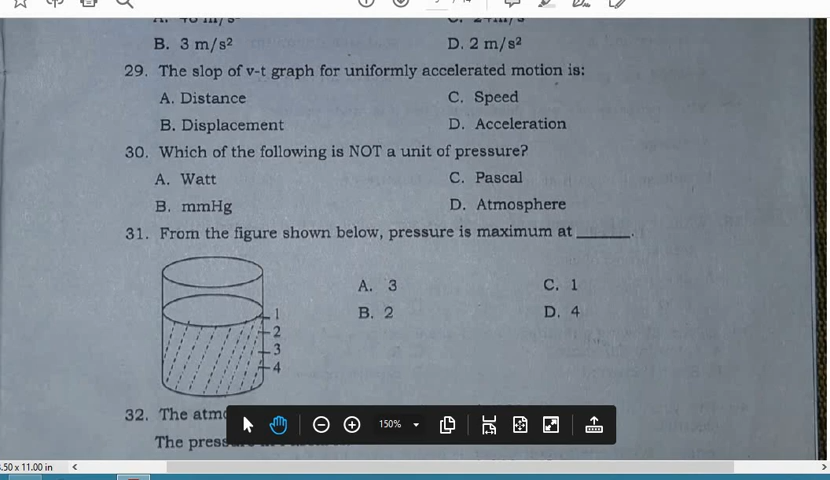 B. 3 m/s²
D. 2 m/s²
29. The slop of v-t graph for uniformly accelerated motion is:
A. Distance
C. Speed
B. Displacement
D. Acceleration
30. Which of the following is NOT a unit of pressure?
A. Watt
C. Pascal
B. mmHg
D. Atmosphere
31. From the figure shown below, pressure is maximum at ______.
A. 3
C. 1
B. 2
D. 4
1
2
3
4
32. The atm
The press
150%
.50 x 11.00 in